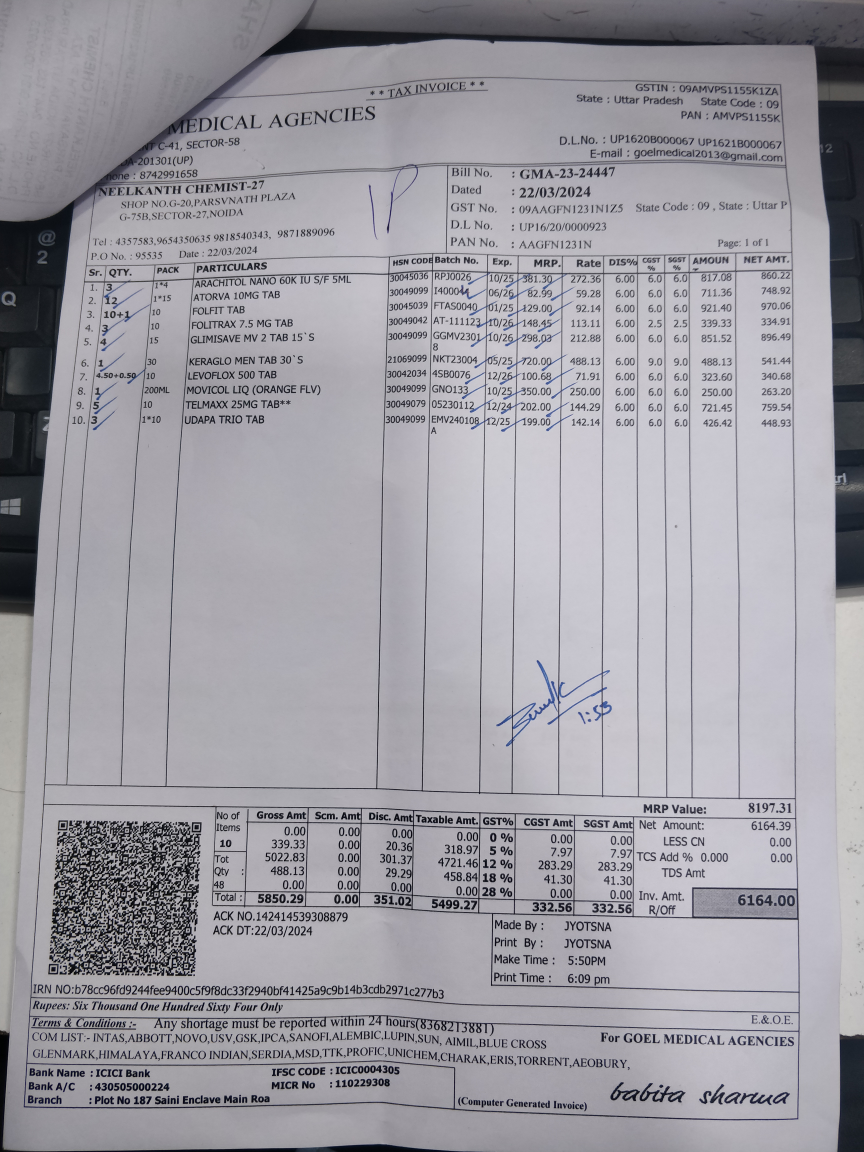 * * TAX INVOICE * *
GSTIN : 09AMVPS1155K1ZA
State : Uttar Pradesh State Code : 09
PAN : AMVPS1155K
MEDICAL AGENCIES
C-41, SECTOR-58
-201301(UP)
hone : 8742991658
D.L.No. : UP1620B000067 UP1621B000067
E-mail : goelmedical2013@gmail.com
NEELKANTH CHEMIST-27
SHOP NO.G-20,PARSVNATH PLAZA
G-75B,SECTOR-27,NOIDA
Tel : 4357583,9654350635 9818540343, 9871889096
P.O No. : 95535 Date : 22/03/2024
IP
Bill No. : GMA-23-24447
Dated : 22/03/2024
GST No. : 09AAGFN1231N1Z5 State Code : 09 , State : Uttar P
D.L No. : UP16/20/0000923
PAN No. : AAGFN1231N Page: 1 of 1
Sr. QTY. PACK PARTICULARS HSN CODE Batch No. Exp. MRP. Rate DIS% CGST % SGST % AMOUN NET AMT.
1. 3 1*4 ARACHITOL NANO 60K IU S/F 5ML 30045036 RPJ0026 10/25 381.30 272.36 6.00 6.0 6.0 817.08 860.22
2. 12 1*15 ATORVA 10MG TAB 30049099 I40004 06/26 82.99 59.28 6.00 6.0 6.0 711.36 748.92
3. 10+1 10 FOLFIT TAB 30045039 FTAS0040 01/25 129.00 92.14 6.00 6.0 6.0 921.40 970.06
4. 3 10 FOLITRAX 7.5 MG TAB 30049042 AT-111123 10/26 148.45 113.11 6.00 2.5 2.5 339.33 334.91
5. 4 15 GLIMISAVE MV 2 TAB 15`S 30049099 GGMV2301 10/26 298.03 212.88 6.00 6.0 6.0 851.52 896.49
8
6. 1 30 KERAGLO MEN TAB 30`S 21069099 NKT23004 05/25 720.00 488.13 6.00 9.0 9.0 488.13 541.44
7. 4.50+0.50 10 LEVOFLOX 500 TAB 30042034 4SB0076 12/26 100.68 71.91 6.00 6.0 6.0 323.60 340.68
8. 1 200ML MOVICOL LIQ (ORANGE FLV) 30049099 GNO133 10/25 350.00 250.00 6.00 6.0 6.0 250.00 263.20
9. 5 10 TELMAXX 25MG TAB** 30049079 05230112 12/24 202.00 144.29 6.00 6.0 6.0 721.45 759.54
10. 3 1*10 UDAPA TRIO TAB 30049099 EMV240108 12/25 199.00 142.14 6.00 6.0 6.0 426.42 448.93
A
1:53
MRP Value: 8197.31
No of Items 10 Tot Qty : 48
Gross Amt Scm. Amt Disc. Amt Taxable Amt. GST% CGST Amt SGST Amt
0.00 0.00 0.00 0.00 0 % 0.00 0.00
339.33 0.00 20.36 318.97 5 % 7.97 7.97
5022.83 0.00 301.37 4721.46 12 % 283.29 283.29
488.13 0.00 29.29 458.84 18 % 41.30 41.30
0.00 0.00 0.00 0.00 28 % 0.00 0.00
Total : 5850.29 0.00 351.02 5499.27 332.56 332.56
Net Amount: 6164.39
LESS CN 0.00
TCS Add % 0.000 0.00
TDS Amt
Inv. Amt. 6164.00
R/Off
ACK NO.142414539308879
ACK DT:22/03/2024
Made By : JYOTSNA
Print By : JYOTSNA
Make Time : 5:50PM
Print Time : 6:09 pm
IRN NO:b78cc96fd9244fee9400c5f9f8dc33f2940bf41425a9c9b14b3cdb2971c277b3
Rupees: Six Thousand One Hundred Sixty Four Only
E.&.O.E.
Terms & Conditions :- Any shortage must be reported within 24 hours(8368213881)
COM LIST:- INTAS,ABBOTT,NOVO,USV,GSK,IPCA,SANOFI,ALEMBIC,LUPIN,SUN, AIMIL,BLUE CROSS
GLENMARK,HIMALAYA,FRANCO INDIAN,SERDIA,MSD,TTK,PROFIC,UNICHEM,CHARAK,ERIS,TORRENT,AEOBURY,
For GOEL MEDICAL AGENCIES
Bank Name : ICICI Bank IFSC CODE : ICIC0004305
Bank A/C : 430505000224 MICR No : 110229308
Branch : Plot No 187 Saini Enclave Main Roa
(Computer Generated Invoice)
babita sharma